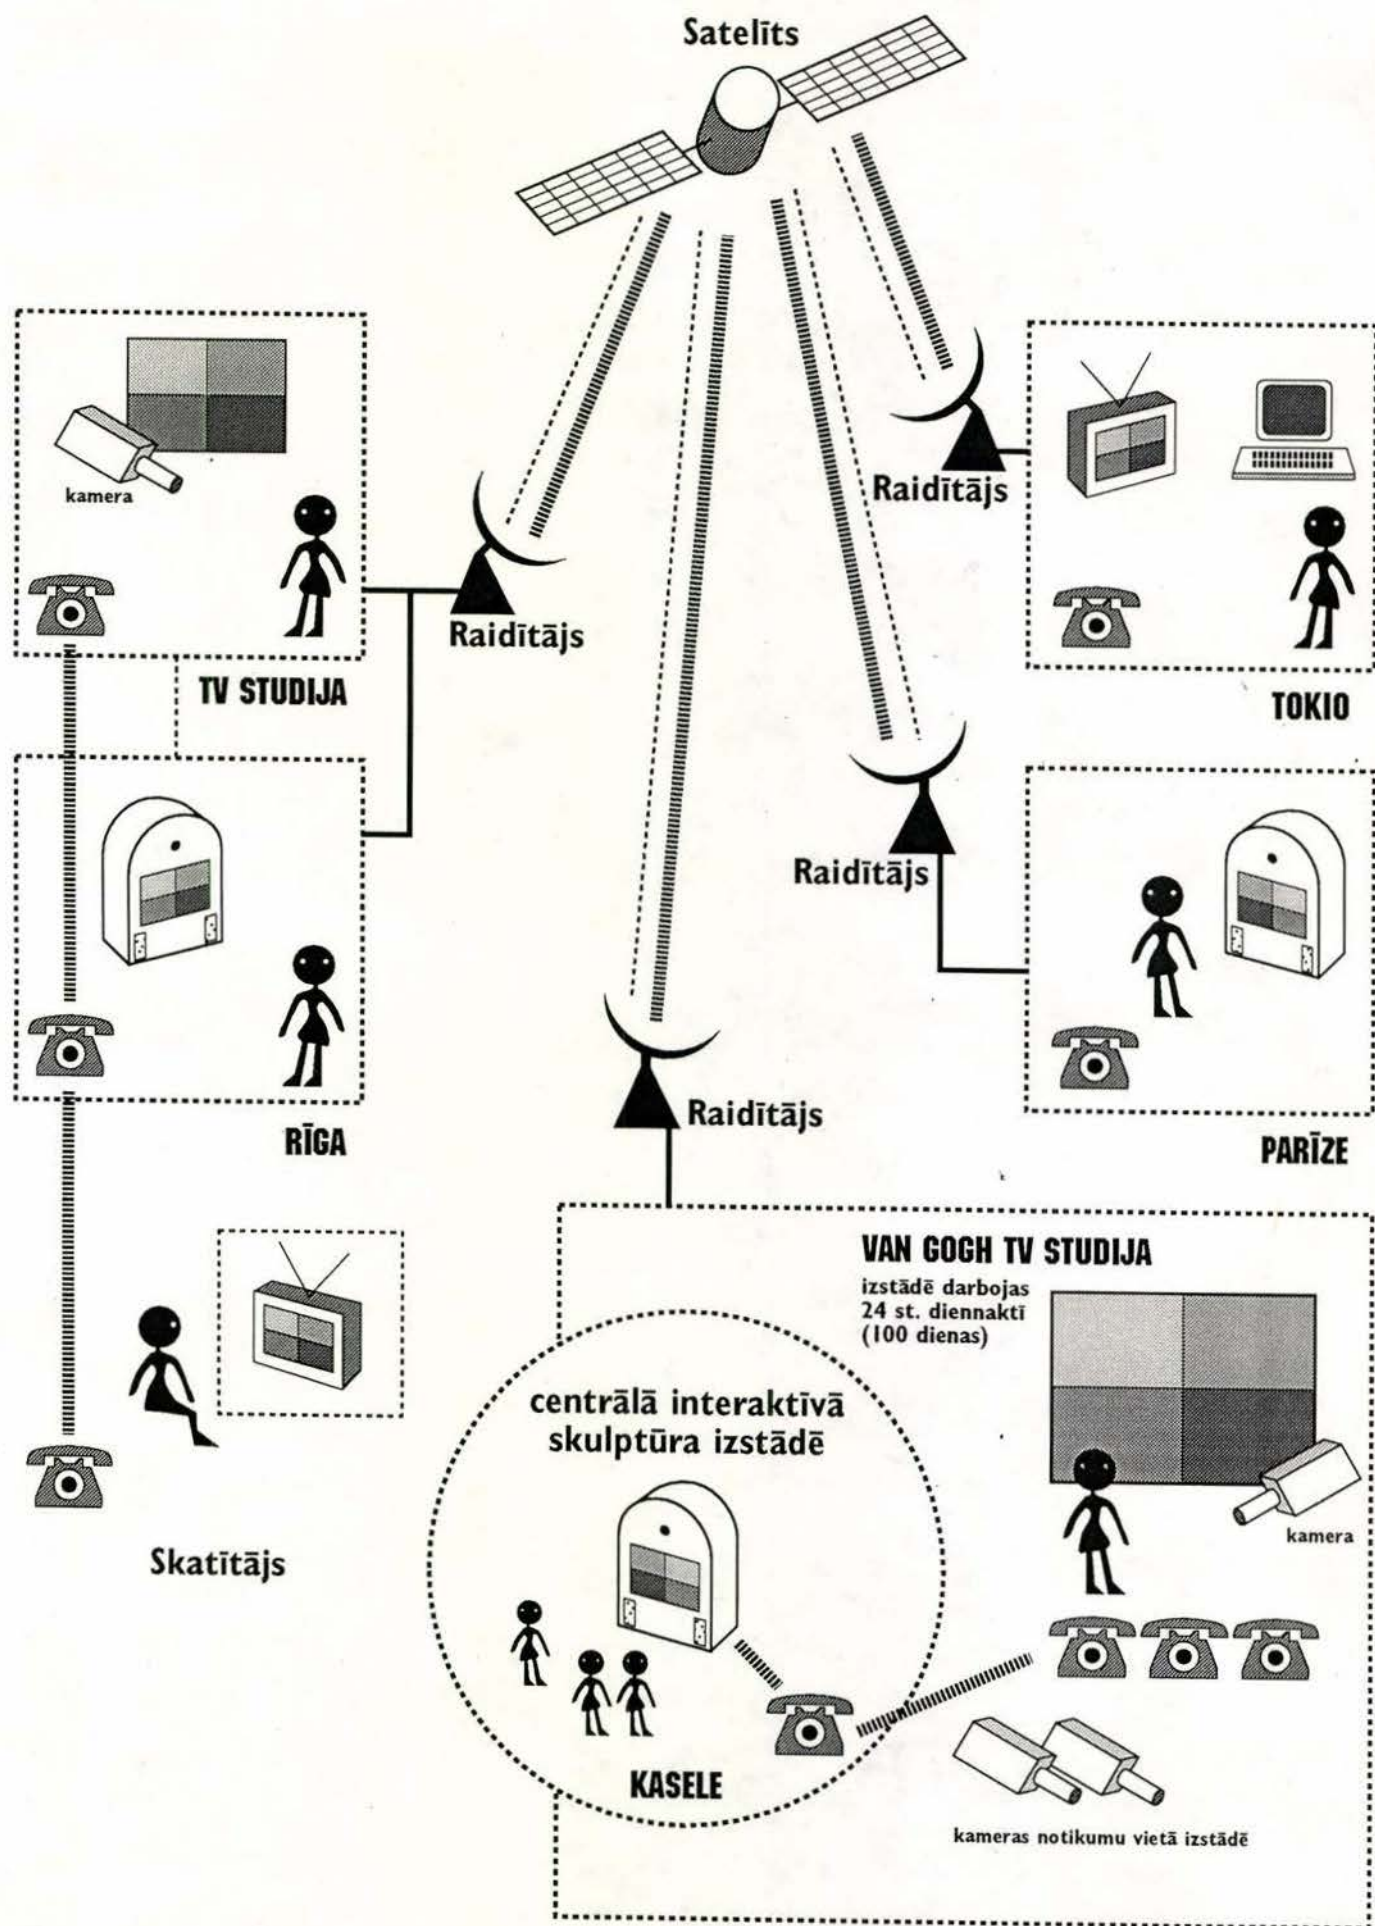 Satelīts
kamera
Raidītājs
TV STUDIJA
Raidītājs
TOKIO
Raidītājs
RĪGA
Raidītājs
PARĪZE
VAN GOGH TV STUDIJA
izstādē darbojas
24 st. diennaktī
(100 dienas)
centrālā interaktīvā
skulptūra izstādē
kamera
Skatītājs
KASELE
kameras notikumu vietā izstādē